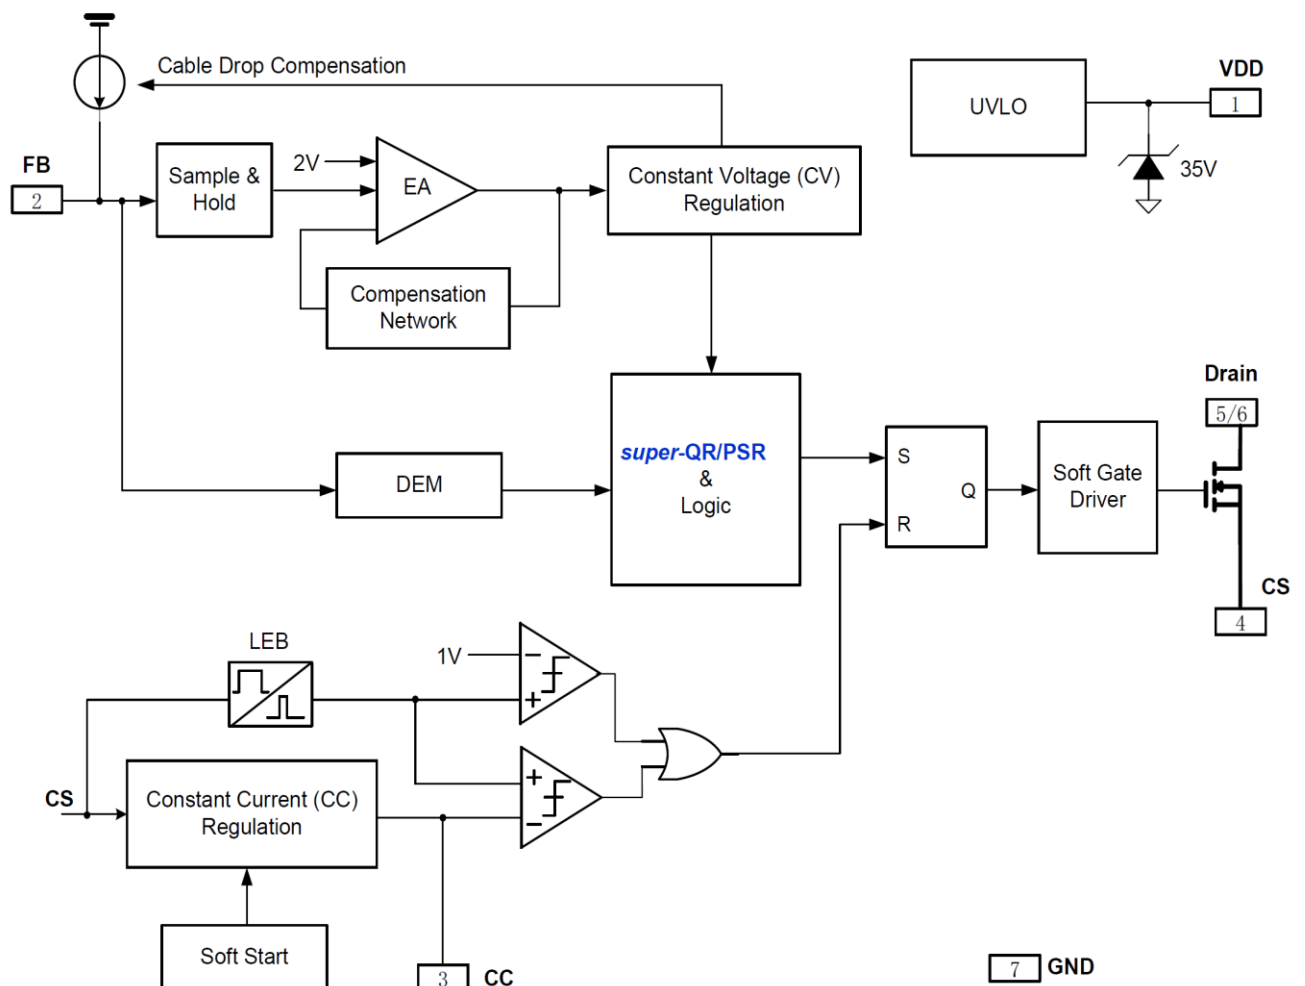 Cable Drop Compensation
VDD
1
UVLO
35V
FB
2
Sample &
Hold
2V
EA
Constant Voltage (CV)
Regulation
Compensation
Network
Drain
5/6
super-QR/PSR
&
Logic
DEM
S
R
Q
Soft Gate
Driver
CS
4
LEB
1V
−
+
+
−
CS
Constant Current (CC)
Regulation
Soft Start
3
CC
7
GND